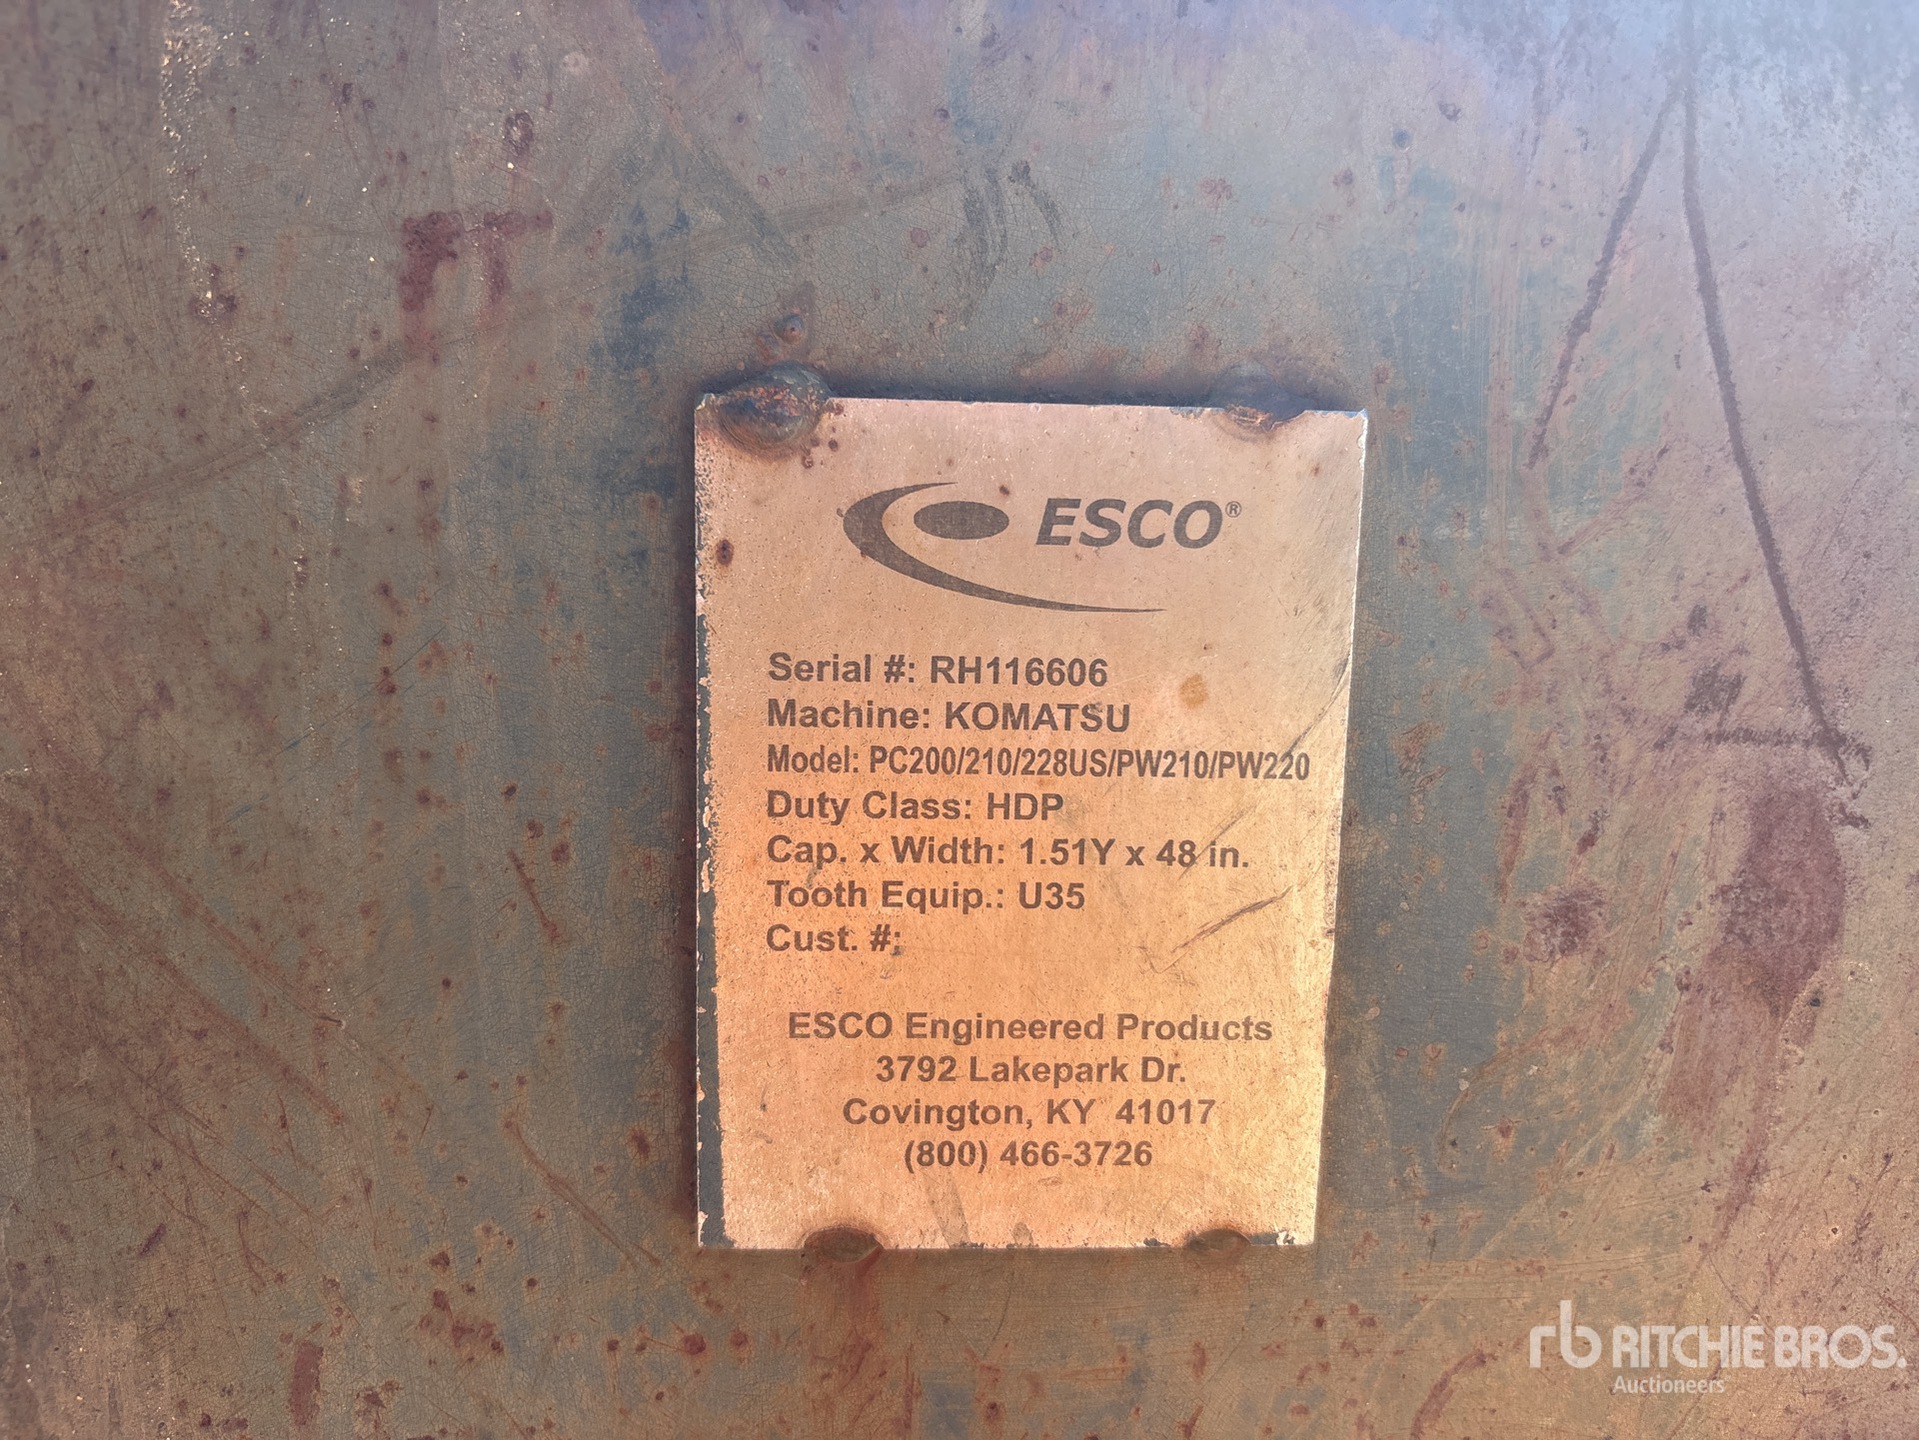 ESCO®
Serial #: RH116606
Machine: KOMATSU
Model: PC200/210/228US/PW210/PW220
Duty Class: HDP
Cap. x Width: 1.51Y x 48 in.
Tooth Equip.: U35
Cust. #:
ESCO Engineered Products
3792 Lakepark Dr.
Covington, KY 41017
(800) 466-3726
rb RITCHIE BROS.
Auctioneers